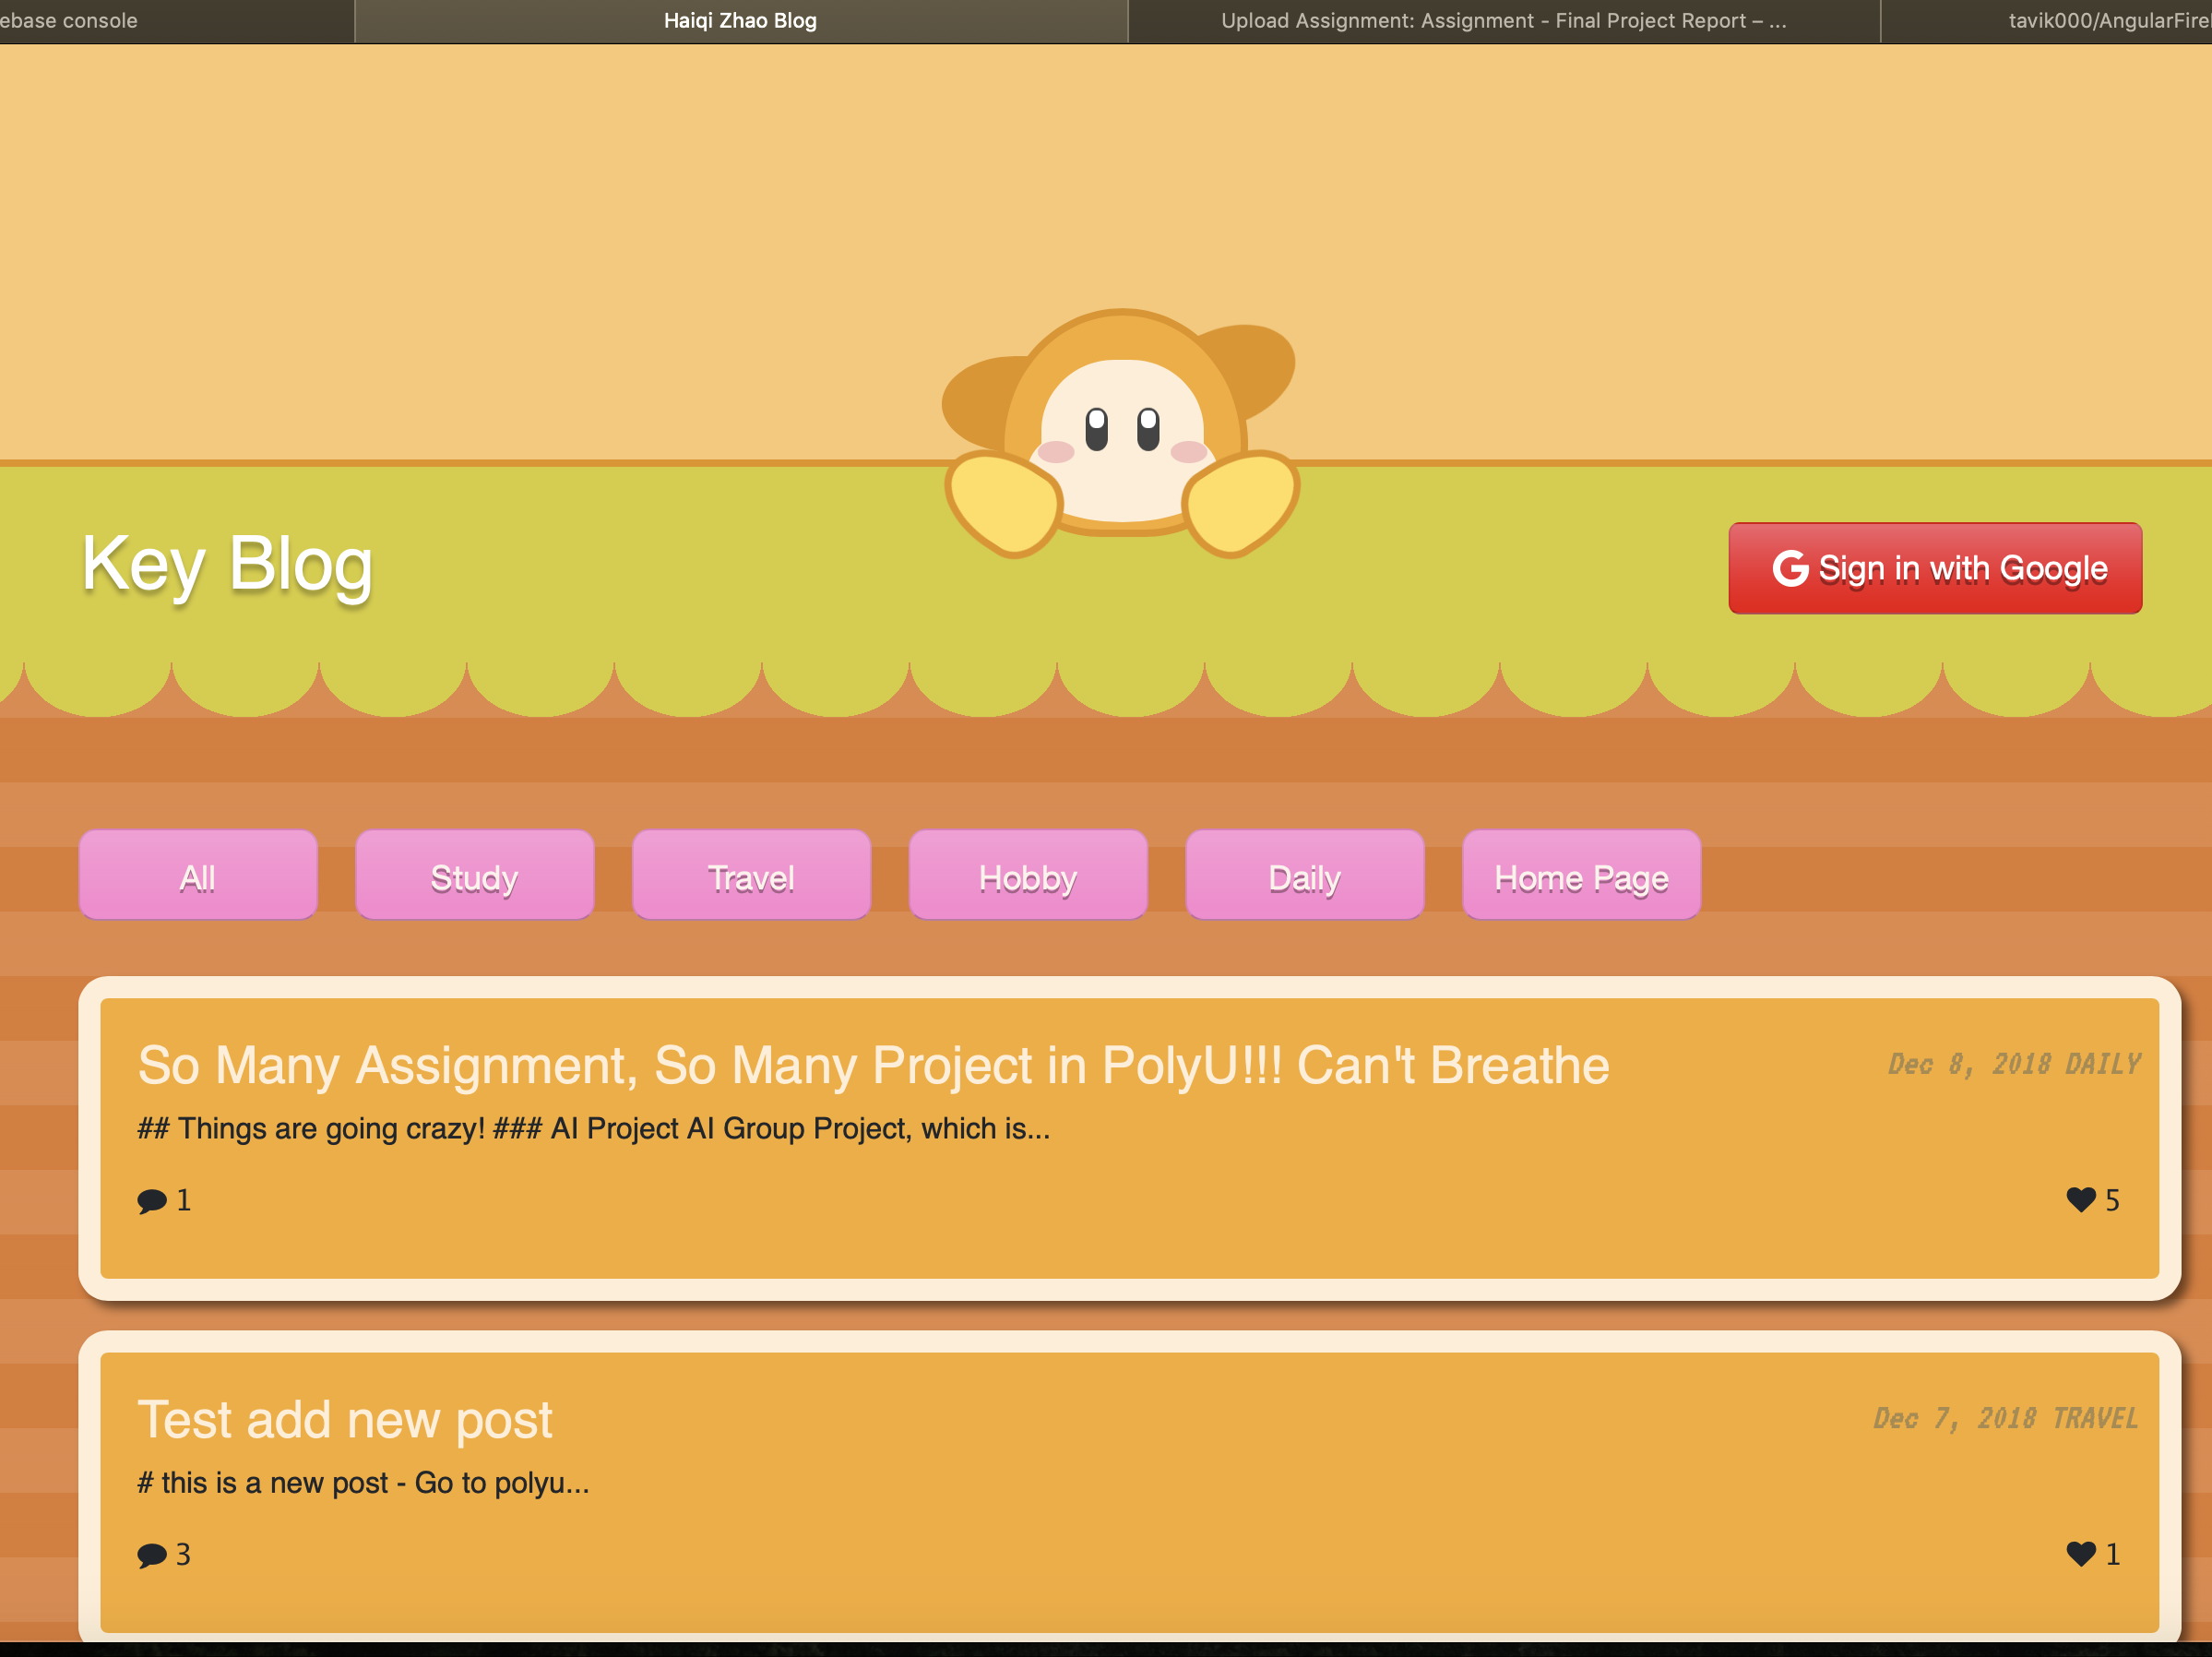 ebase console
Haiqi Zhao Blog
Upload Assignment: Assignment - Final Project Report – ...
tavik000/AngularFire
Key Blog
Sign in with Google
All
Study
Travel
Hobby
Daily
Home Page
So Many Assignment, So Many Project in PolyU!!! Can't Breathe
Dec 8, 2018 DAILY
## Things are going crazy! ### AI Project AI Group Project, which is...
1
5
Test add new post
Dec 7, 2018 TRAVEL
# this is a new post - Go to polyu...
3
1